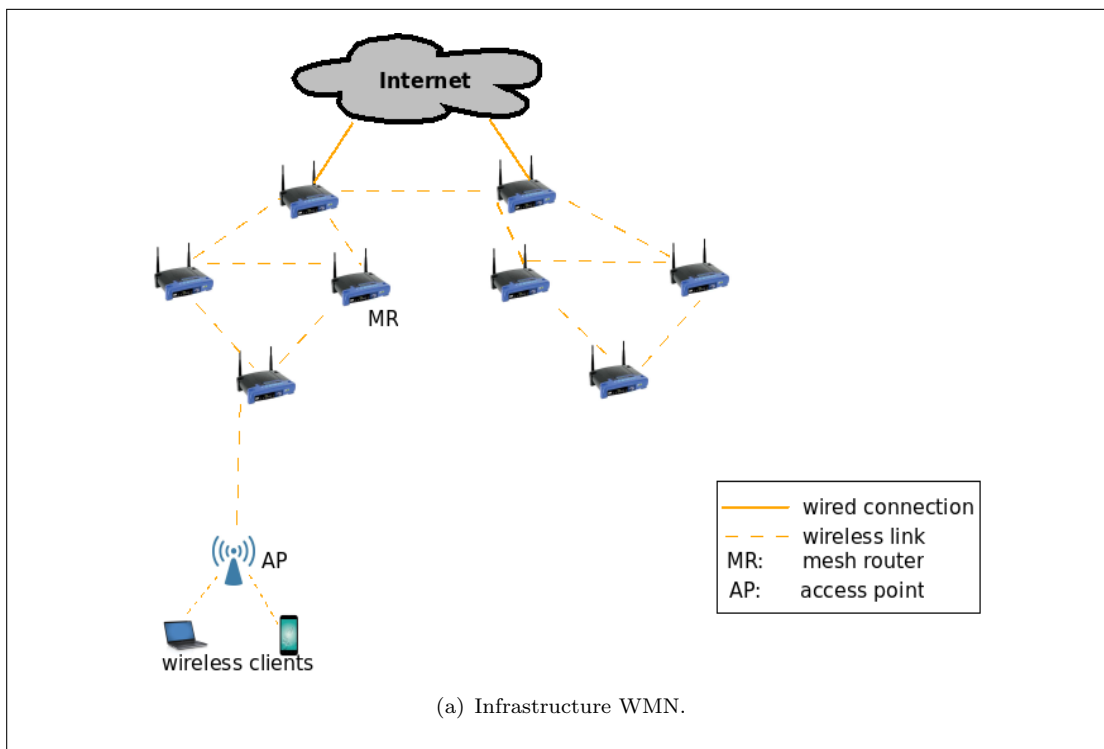 Internet
MR
AP
wireless clients
wired connection
wireless link
MR: mesh router
AP: access point
(a) Infrastructure WMN.